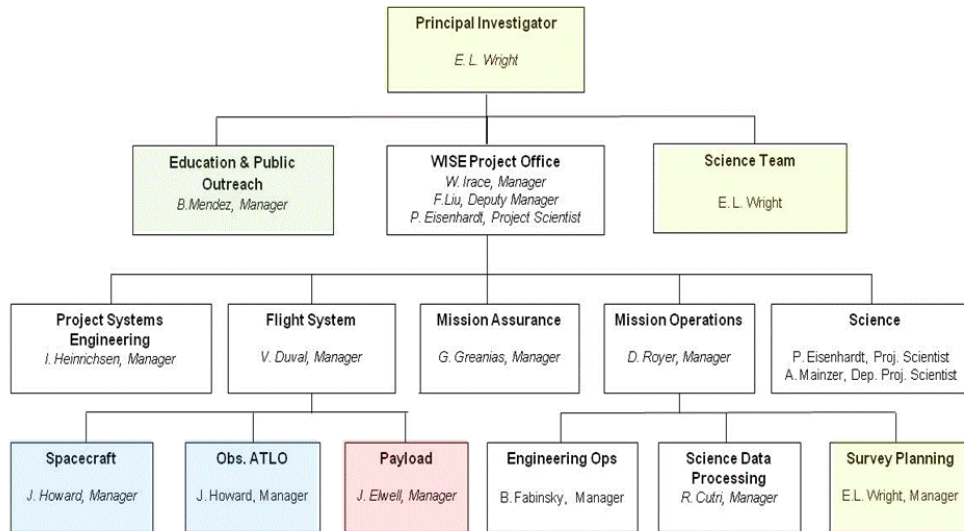 Principal Investigator
E. L. Wright
Education & Public
Outreach
B.Mendez, Manager
WISE Project Office
W. Irace, Manager
F.Liu, Deputy Manager
P. Eisenhardt, Project Scientist
Science Team
E. L. Wright
Project Systems
Engineering
I. Heinrichsen, Manager
Flight System
V. Duval, Manager
Mission Assurance
G. Greanias, Manager
Mission Operations
D. Royer, Manager
Science
P. Eisenhardt, Proj. Scientist
A. Mainzer, Dep. Proj. Scientist
Spacecraft
J. Howard, Manager
Obs. ATLO
J. Howard, Manager
Payload
J. Elwell, Manager
Engineering Ops
B. Fabinsky, Manager
Science Data
Processing
R. Cutri, Manager
Survey Planning
E.L. Wright, Manager